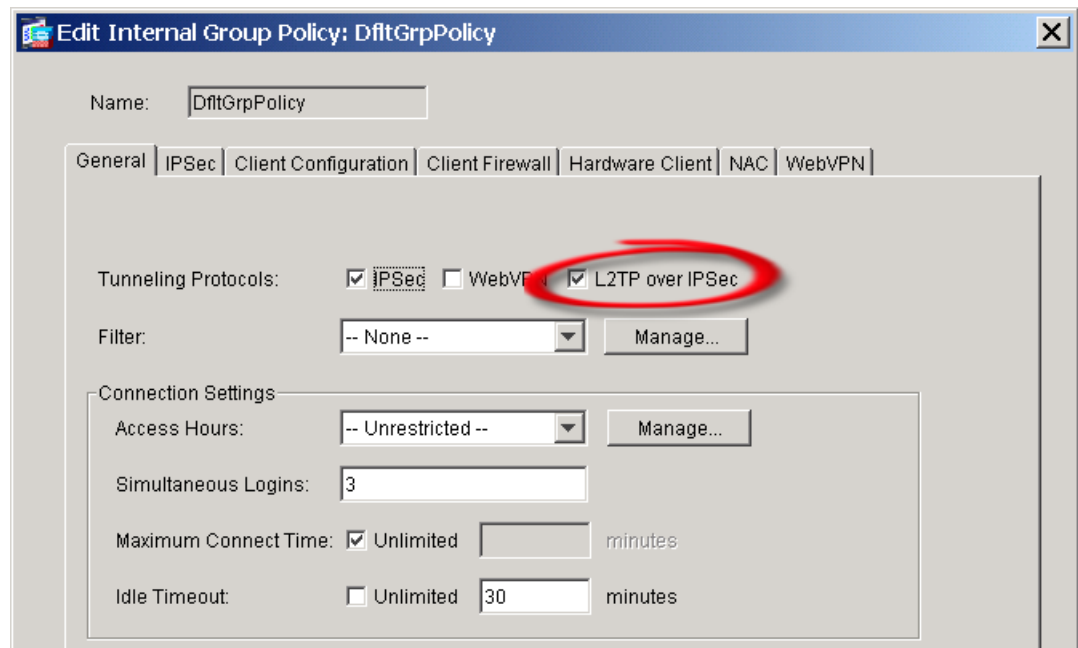 Edit Internal Group Policy: DfltGrpPolicy
Name: DfltGrpPolicy
General IPSec Client Configuration Client Firewall Hardware Client NAC WebVPN
Tunneling Protocols: IPSec WebVPN L2TP over IPSec
Filter: -- None -- Manage...
Connection Settings
Access Hours: -- Unrestricted -- Manage...
Simultaneous Logins: 3
Maximum Connect Time: Unlimited minutes
Idle Timeout: Unlimited 30 minutes